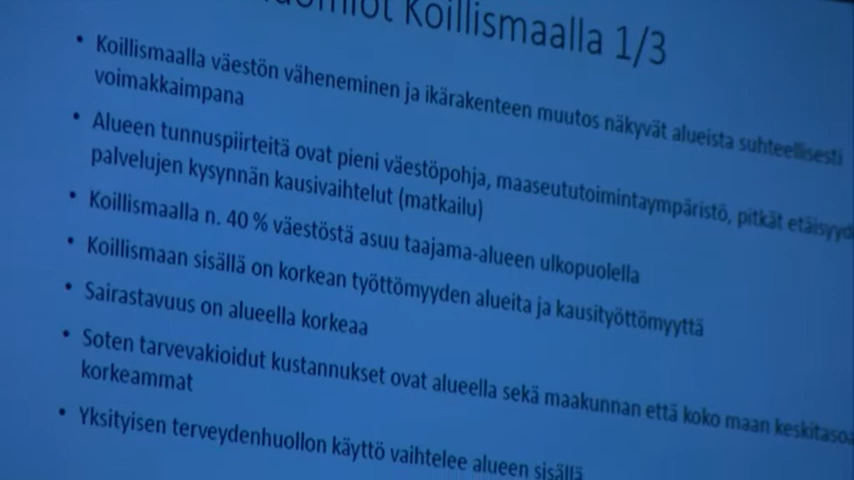 Koillismaalla 1/3
• Koillismaalla väestön väheneminen ja ikärakenteen muutos näkyvät alueista suhteellisesti
voimakkaimpana
• Alueen tunnuspiirteitä ovat pieni väestöpohja, maaseututoimintaympäristö, pitkät
palvelujen kysynnän kausivaihtelut (matkailu)
• Koillismaalla n. 40 % väestöstä asuu taajama-alueen ulkopuolella
• Koillismaan sisällä on korkean työttömyyden alueita ja kausityöttömyyttä
• Sairastavuus on alueella korkeaa
• Soten tarvevakioidut kustannukset ovat alueella sekä maakunnan että koko maan
korkeammat
• Yksityisen terveydenhuollon käyttö vaihtelee alueen sisällä